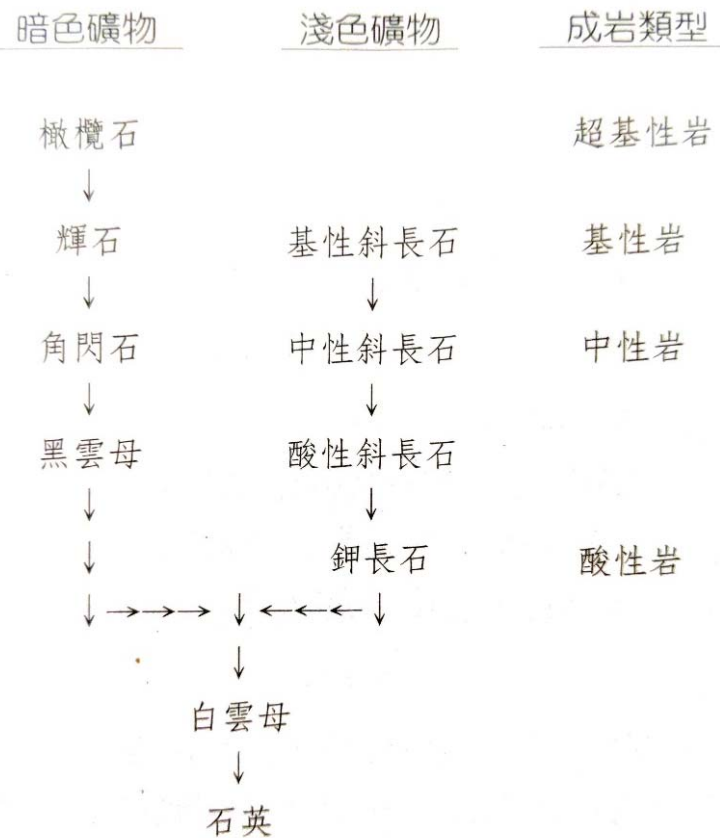 暗色礦物 淺色礦物 成岩類型
橄欖石 超基性岩
↓
輝石 基性斜長石 基性岩
↓ ↓
角閃石 中性斜長石 中性岩
↓ ↓
黑雲母 酸性斜長石
↓ ↓
↓ 鉀長石 酸性岩
↓→→→→ ↓ ←←←← ↓
↓
白雲母
↓
石英